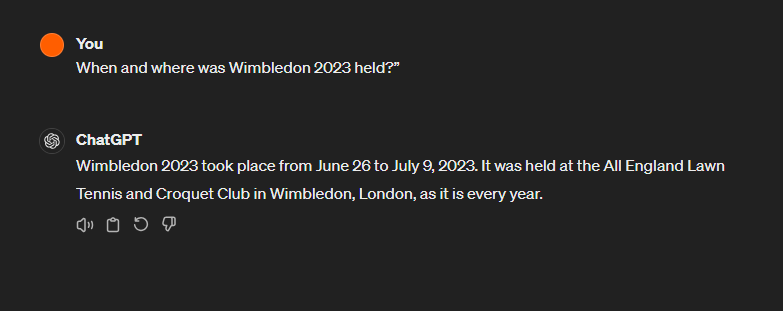 You
When and where was Wimbledon 2023 held?”
ChatGPT
Wimbledon 2023 took place from June 26 to July 9, 2023. It was held at the All England Lawn
Tennis and Croquet Club in Wimbledon, London, as it is every year.